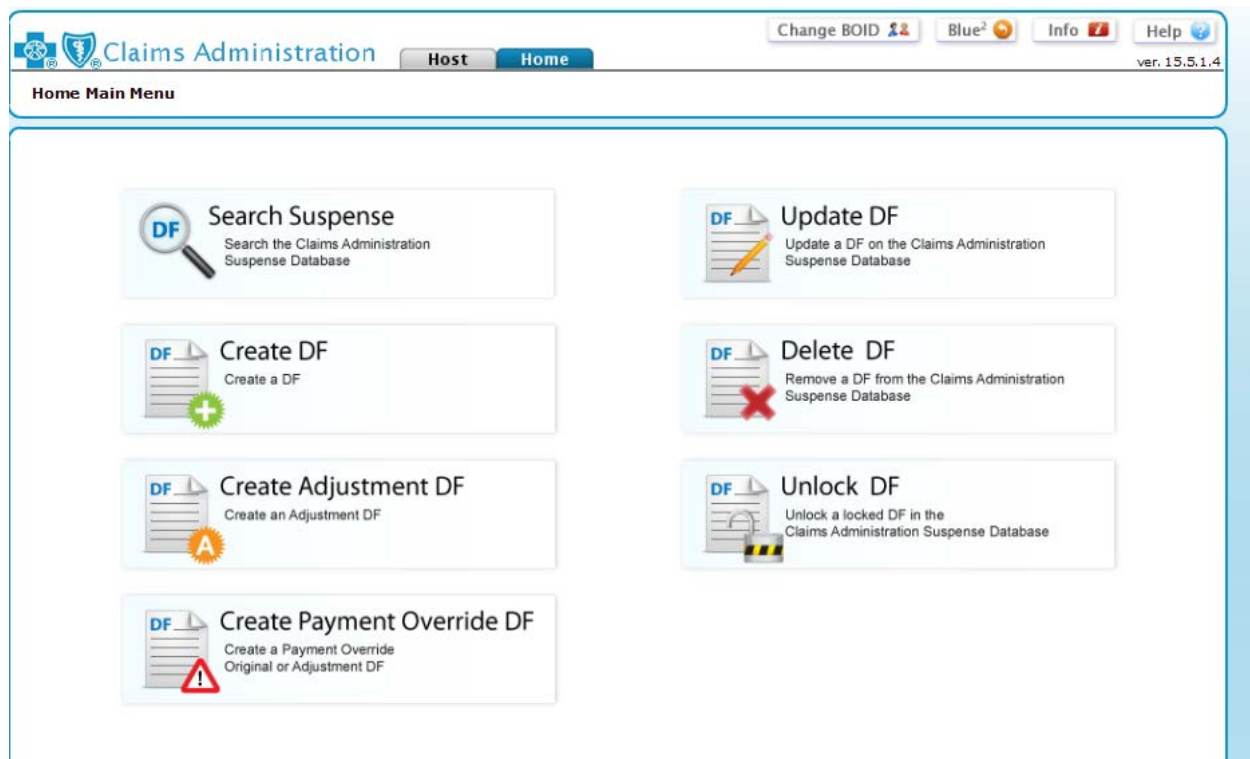 Change BOID
Blue²
Info
Help
® ® Claims Administration
Host
Home
ver. 15.5.1.4
Home Main Menu
DF
Search Suspense
Search the Claims Administration
Suspense Database
DF
Update DF
Update a DF on the Claims Administration
Suspense Database
DF
Create DF
Create a DF
DF
Delete DF
Remove a DF from the Claims Administration
Suspense Database
DF
A
Create Adjustment DF
Create an Adjustment DF
DF
Unlock DF
Unlock a locked DF in the
Claims Administration Suspense Database
DF
!
Create Payment Override DF
Create a Payment Override
Original or Adjustment DF